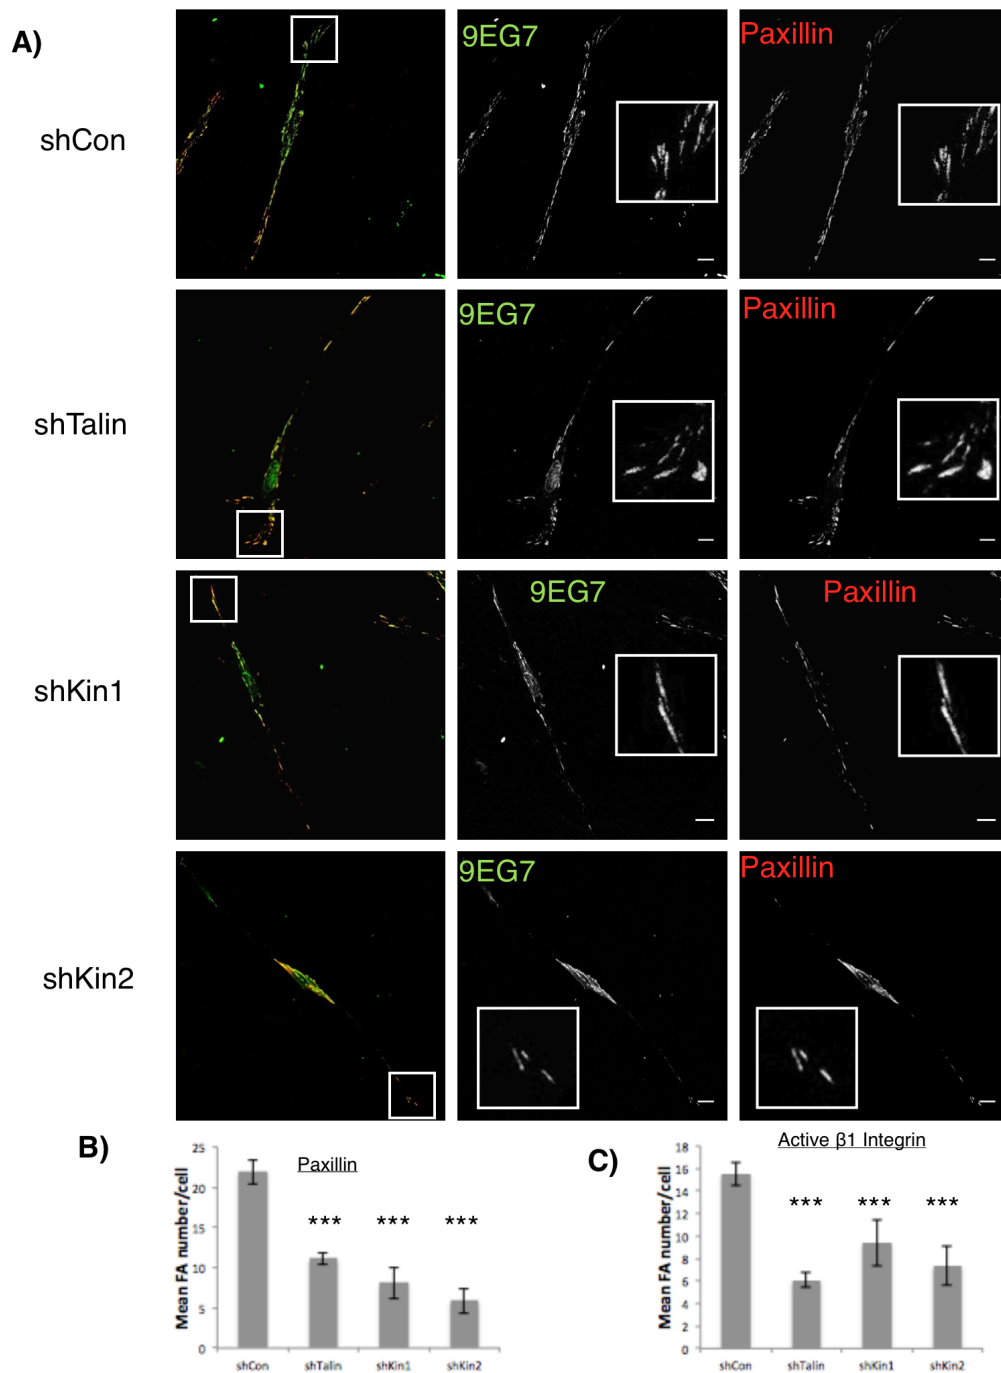 A)
9EG7
Paxillin
shCon
9EG7
Paxillin
shTalin
9EG7
Paxillin
shKin1
9EG7
Paxillin
shKin2
B)
Paxillin
Mean FA number/cell
25
20
15
10
5
0
*** *** ***
shCon shTalin shKin1 shKin2
C)
Active β1 Integrin
Mean FA number/cell
18
16
14
12
10
8
6
4
2
0
*** *** ***
shCon shTalin shKin1 shKin2